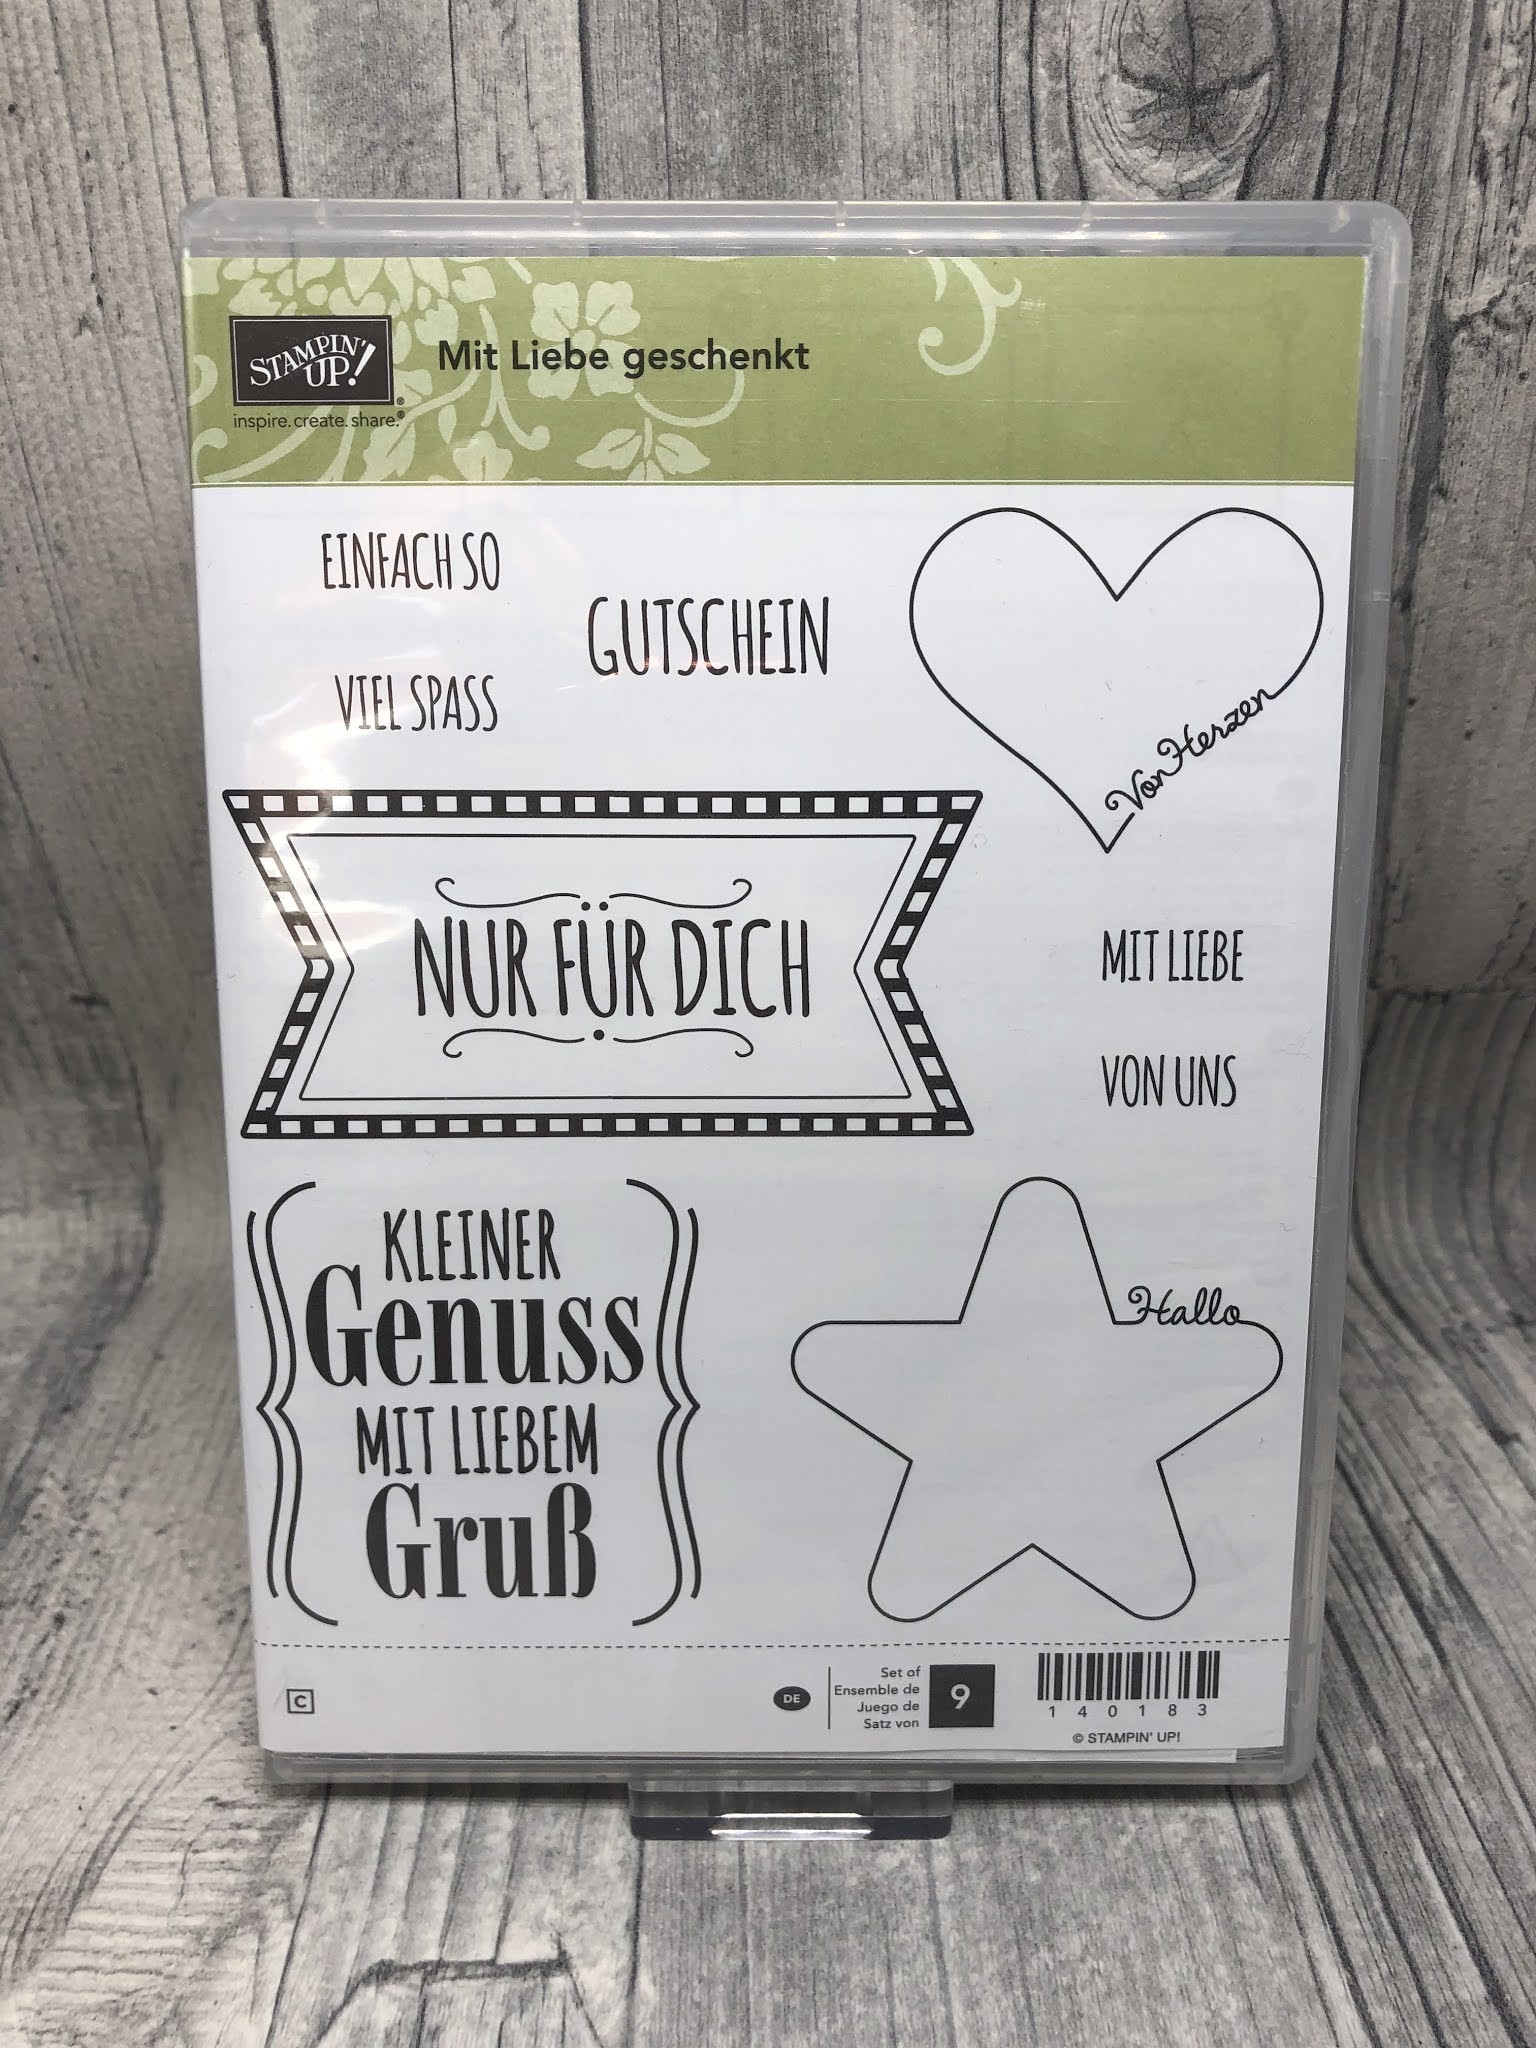 STAMPIN' UP!®
inspire.create.share.®
Mit Liebe geschenkt
EINFACH SO
GUTSCHEIN
VIEL SPASS
Von Herzen
NUR FÜR DICH
MIT LIEBE
VON UNS
KLEINER
Genuss
MIT LIEBEM
Gruß
Hallo
C
DE
Set of
Ensemble de
Juego de
Satz von
9
140183
© STAMPIN' UP!